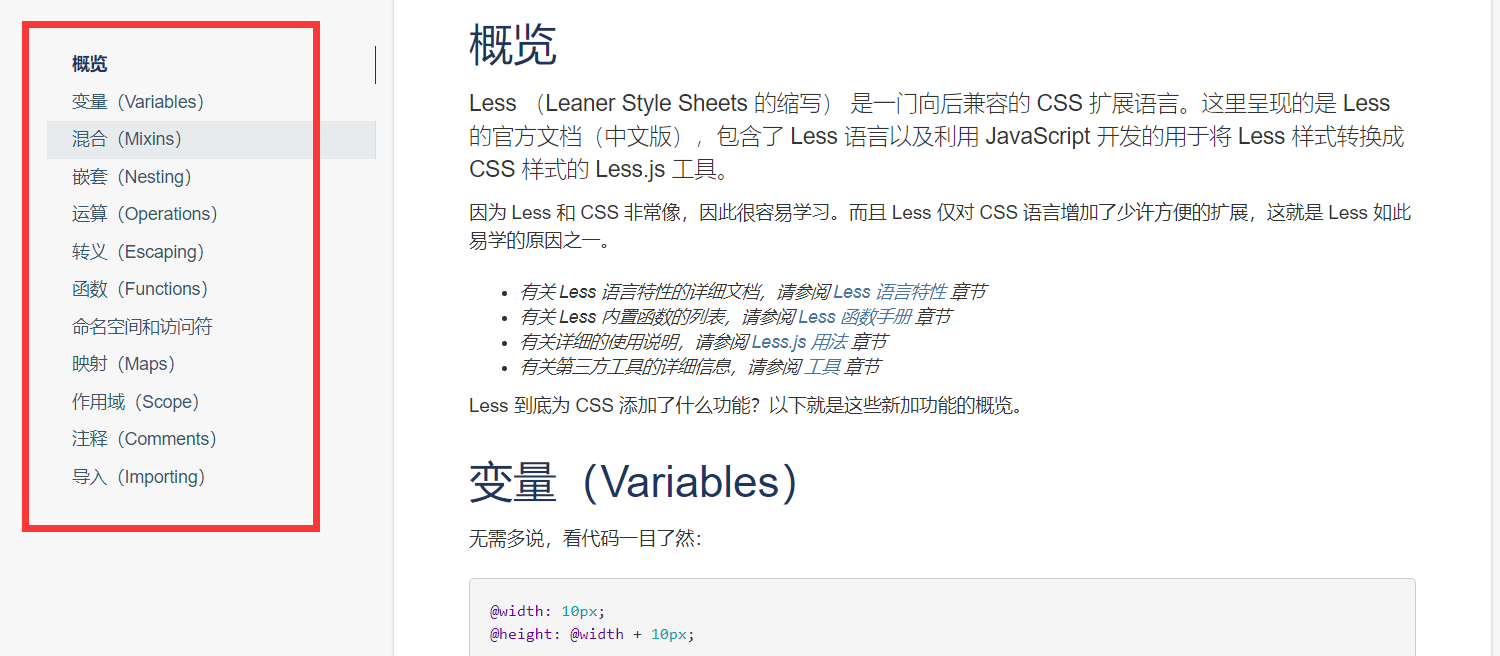 概览
变量（Variables）
混合（Mixins）
嵌套（Nesting）
运算（Operations）
转义（Escaping）
函数（Functions）
命名空间和访问符
映射（Maps）
作用域（Scope）
注释（Comments）
导入（Importing）
概览
Less （Leaner Style Sheets 的缩写） 是一门向后兼容的 CSS 扩展语言。这里呈现的是 Less
的官方文档（中文版），包含了 Less 语言以及利用 JavaScript 开发的用于将 Less 样式转换成
CSS 样式的 Less.js 工具。
因为 Less 和 CSS 非常像，因此很容易学习。而且 Less 仅对 CSS 语言增加了少许方便的扩展，这就是 Less 如此
易学的原因之一。
• 有关 Less 语言特性的详细文档，请参阅 Less 语言特性 章节
• 有关 Less 内置函数的列表，请参阅 Less 函数手册 章节
• 有关详细的使用说明，请参阅 Less.js 用法 章节
• 有关第三方工具的详细信息，请参阅 工具 章节
Less 到底为 CSS 添加了什么功能？以下就是这些新加功能的概览。
变量（Variables）
无需多说，看代码一目了然：
@width: 10px;
@height: @width + 10px;